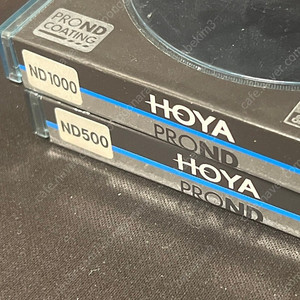 PROND
COATING
ND1000
HOYA
PROND
ND500
HOYA
PROND